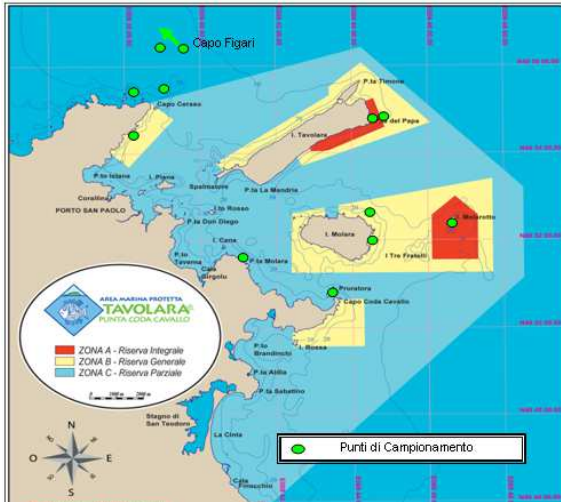 Capo Figari
Capo Ceraso
P.ta Timone
del Papa
I. Tavolara
P.to Istana
I. Piana
Spalmatore
P.ta La Mandria
Corallina
I.to Rosso
PORTO SAN PAOLO
P.ta Don Diego
I. Cana
I. Molara
I. Molarotto
P.to Taverna
P.ta Molara
I Tre Fratelli
Cala Girgolu
Proratora
Capo Coda Cavallo
AREA MARINA PROTETTA
TAVOLARA
PUNTA CODA CAVALLO
ZONA A - Riserva Integrale
ZONA B - Riserva Generale
ZONA C - Riserva Parziale
I. Rossa
P.to Brandinchi
P.ta Atilia
P.ta Sabatino
Stagno di San Teodoro
La Cinta
Cala Finocchio
N
O
E
S
Punti di Campionamento